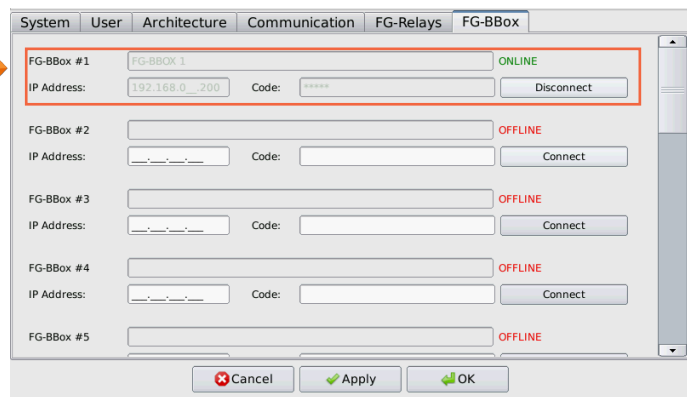 System User Architecture Communication FG-Relays FG-BBox
FG-BBox #1 FG-BBOX 1 ONLINE
IP Address: 192.168.0__.200 Code: ***** Disconnect
FG-BBox #2 OFFLINE
IP Address: ___.___.___.___ Code: Connect
FG-BBox #3 OFFLINE
IP Address: ___.___.___.___ Code: Connect
FG-BBox #4 OFFLINE
IP Address: ___.___.___.___ Code: Connect
FG-BBox #5 OFFLINE
Cancel Apply OK